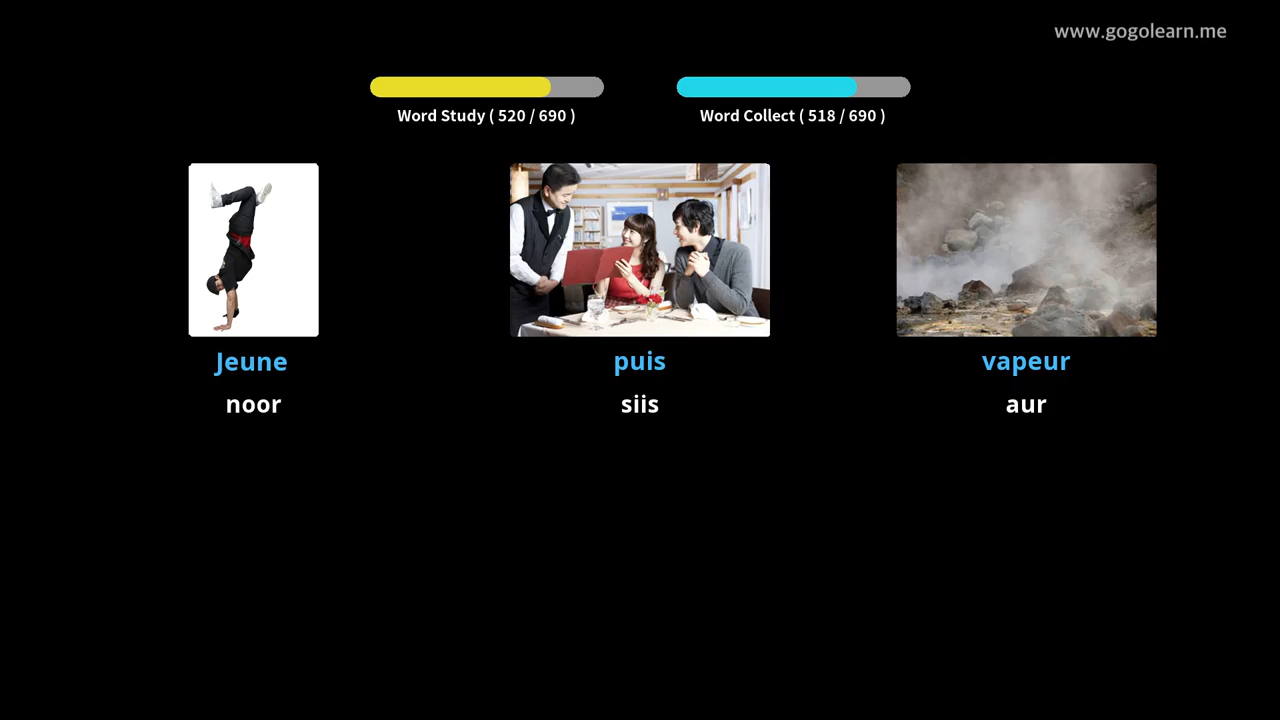 www.gogolearn.me
Word Study ( 520 / 690 )
Word Collect ( 518 / 690 )
Jeune
puis
vapeur
noor
siis
aur